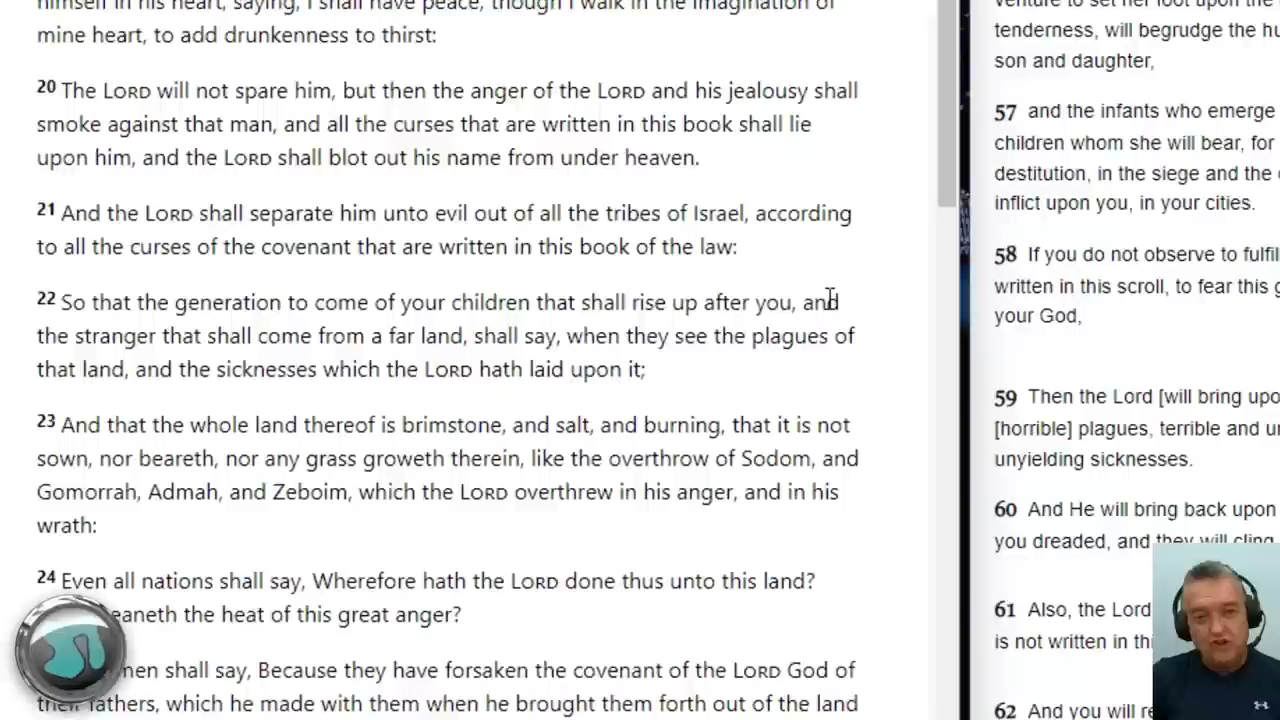 himself in his heart, saying, I shall have peace, though I walk in the imagination of
mine heart, to add drunkenness to thirst:
20 The LORD will not spare him, but then the anger of the LORD and his jealousy shall
smoke against that man, and all the curses that are written in this book shall lie
upon him, and the LORD shall blot out his name from under heaven.
21 And the LORD shall separate him unto evil out of all the tribes of Israel, according
to all the curses of the covenant that are written in this book of the law:
22 So that the generation to come of your children that shall rise up after you, and
the stranger that shall come from a far land, shall say, when they see the plagues of
that land, and the sicknesses which the LORD hath laid upon it;
23 And that the whole land thereof is brimstone, and salt, and burning, that it is not
sown, nor beareth, nor any grass groweth therein, like the overthrow of Sodom, and
Gomorrah, Admah, and Zeboim, which the LORD overthrew in his anger, and in his
wrath:
24 Even all nations shall say, Wherefore hath the LORD done thus unto this land?
eaneth the heat of this great anger?
men shall say, Because they have forsaken the covenant of the LORD God of
their fathers, which he made with them when he brought them forth out of the land
venture to set her foot upon the
tenderness, will begrudge the hu
son and daughter,
57 and the infants who emerge
children whom she will bear, for
destitution, in the siege and the
inflict upon you, in your cities.
58 If you do not observe to fulfil
written in this scroll, to fear this
your God,
59 Then the Lord [will bring upo
[horrible] plagues, terrible and u
unyielding sicknesses.
60 And He will bring back upon
you dreaded, and they will cling
61 Also, the Lord
is not written in thi
62 And you will re